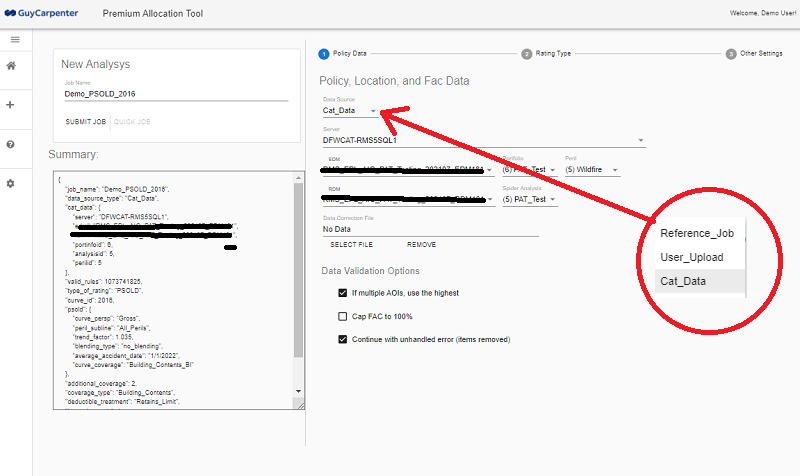 GuyCarpenter Premium Allocation Tool Welcome, Demo User!
New Analysys
Job Name
Demo_PSOLD_2016
SUBMIT JOB QUICK JOB
Summary:
{
"job_name": "Demo_PSOLD_2016",
"data_source_type": "Cat_Data",
"cat_data": {
"server": "DFWCAT-RMS5SQL1",
"portinfoid": 6,
"analysisid": 5,
"perilid": 5
},
"valid_rules": 1073741825,
"type_of_rating": "PSOLD",
"curve_id": 2016,
"psold": {
"curve_persp": "Gross",
"peril_subline": "All_Perils",
"trend_factor": 1.035,
"blending_type": "no_blending",
"average_accident_date": "1/1/2022",
"curve_coverage": "Building_Contents_BI"
},
"additional_coverage": 2,
"coverage_type": "Building_Contents",
"deductible_treatment": "Retains_Limit",
1 Policy Data 2 Rating Type 3 Other Settings
Policy, Location, and Fac Data
Data Source
Cat_Data
Server
DFWCAT-RMS5SQL1
EDM Portfolio Peril
(6) PAT_Test (5) Wildfire
RDM Spider Analysis
(5) PAT_Test
Data Correction File
No Data
SELECT FILE REMOVE
Data Validation Options
If multiple AOIs, use the highest
Cap FAC to 100%
Continue with unhandled error (items removed)
Reference_Job
User_Upload
Cat_Data